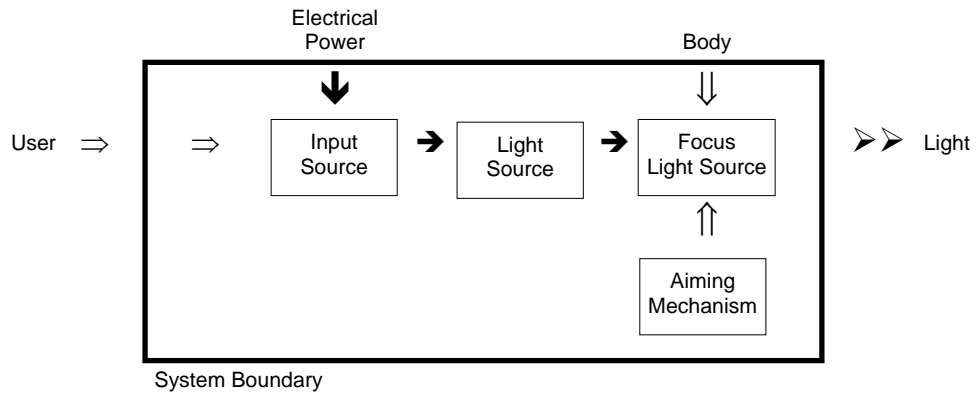 Electrical
Power
Body
User
Input
Source
Light
Source
Focus
Light Source
Light
Aiming
Mechanism
System Boundary